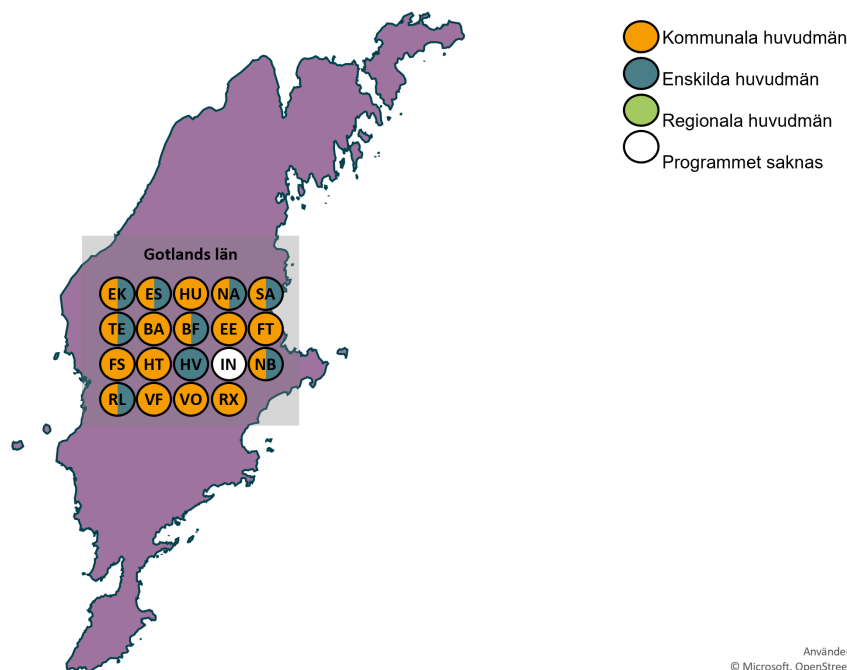 Kommunala huvudmän
Enskilda huvudmän
Regionala huvudmän
Programmet saknas
Gotlands län
EK ES HU NA SA
TE BA BF EE FT
FS HT HV IN NB
RL VF VO RX
Använder
© Microsoft, OpenStree